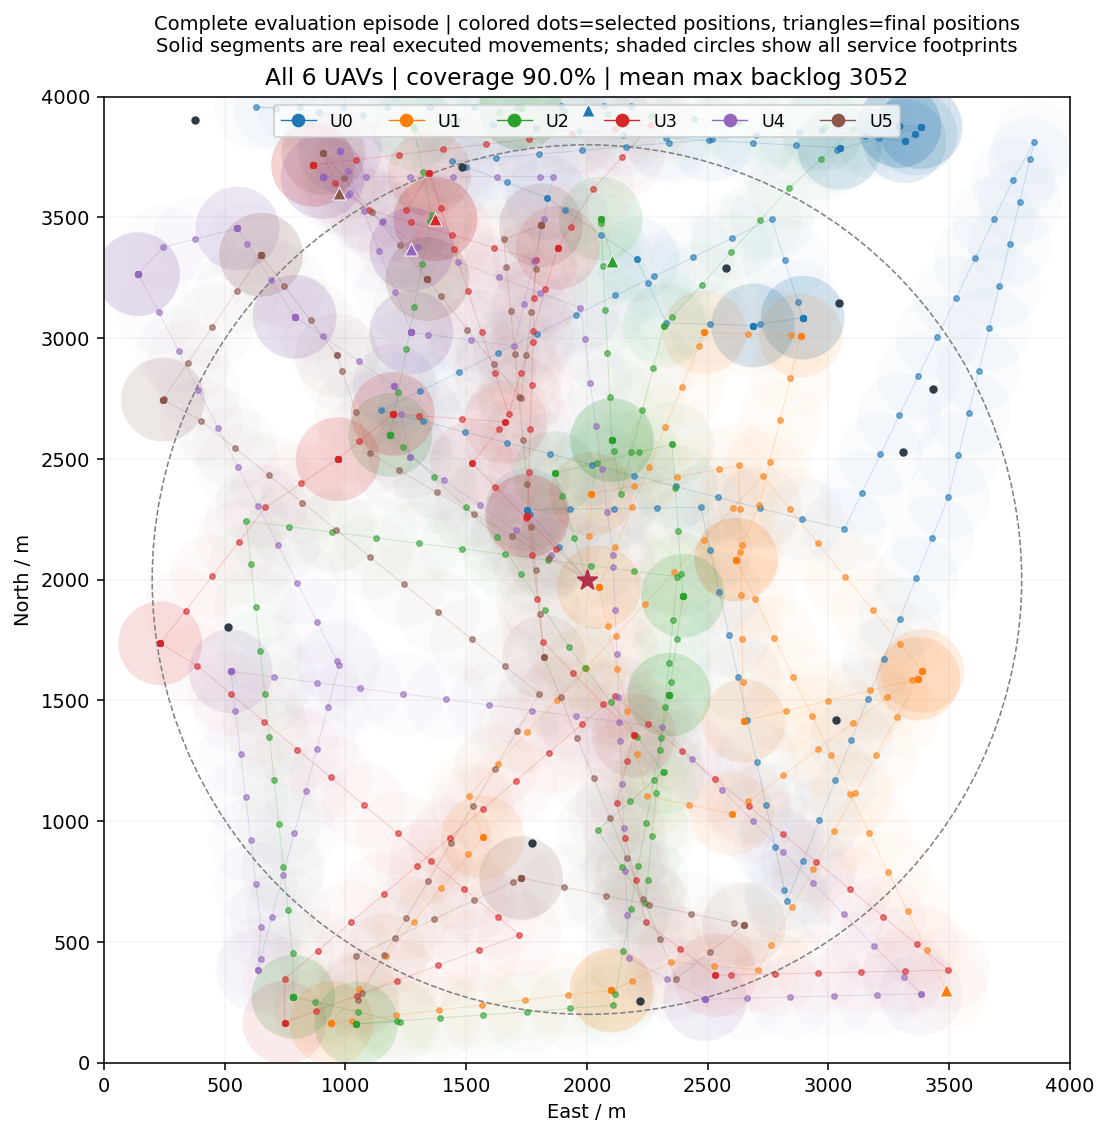 Complete evaluation episode | colored dots=selected positions, triangles=final positions
Solid segments are real executed movements; shaded circles show all service footprints
All 6 UAVs | coverage 90.0% | mean max backlog 3052
U0 U1 U2 U3 U4 U5
4000
3500
3000
2500
2000
1500
1000
500
0
North / m
0 500 1000 1500 2000 2500 3000 3500 4000
East / m